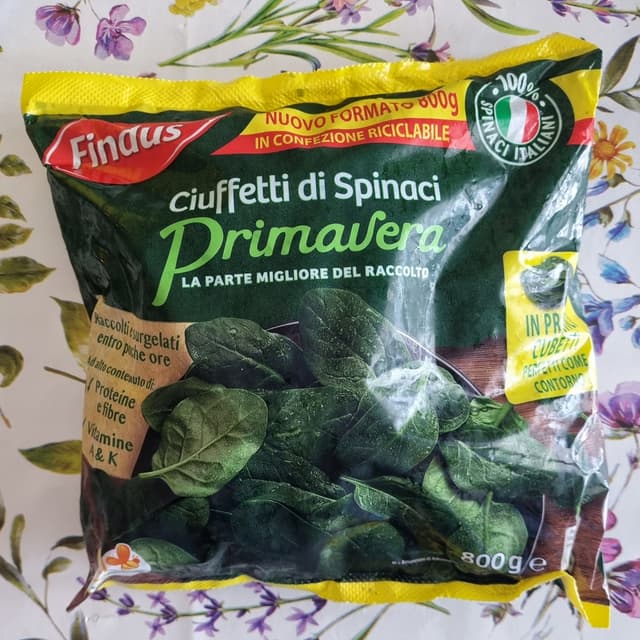 NUOVO FORMATO 800g
IN CONFEZIONE RICICLABILE
100%
SPINACI ITALIANI
Findus
Ciuffetti di Spinaci
Primavera
LA PARTE MIGLIORE DEL RACCOLTO
IN
CUBETTI
PERFETTI COME
CONTORNO
Raccolti e surgelati
entro poche ore
Ad alto contenuto di:
Proteine
e fibre
Vitamine
A & K
800g e